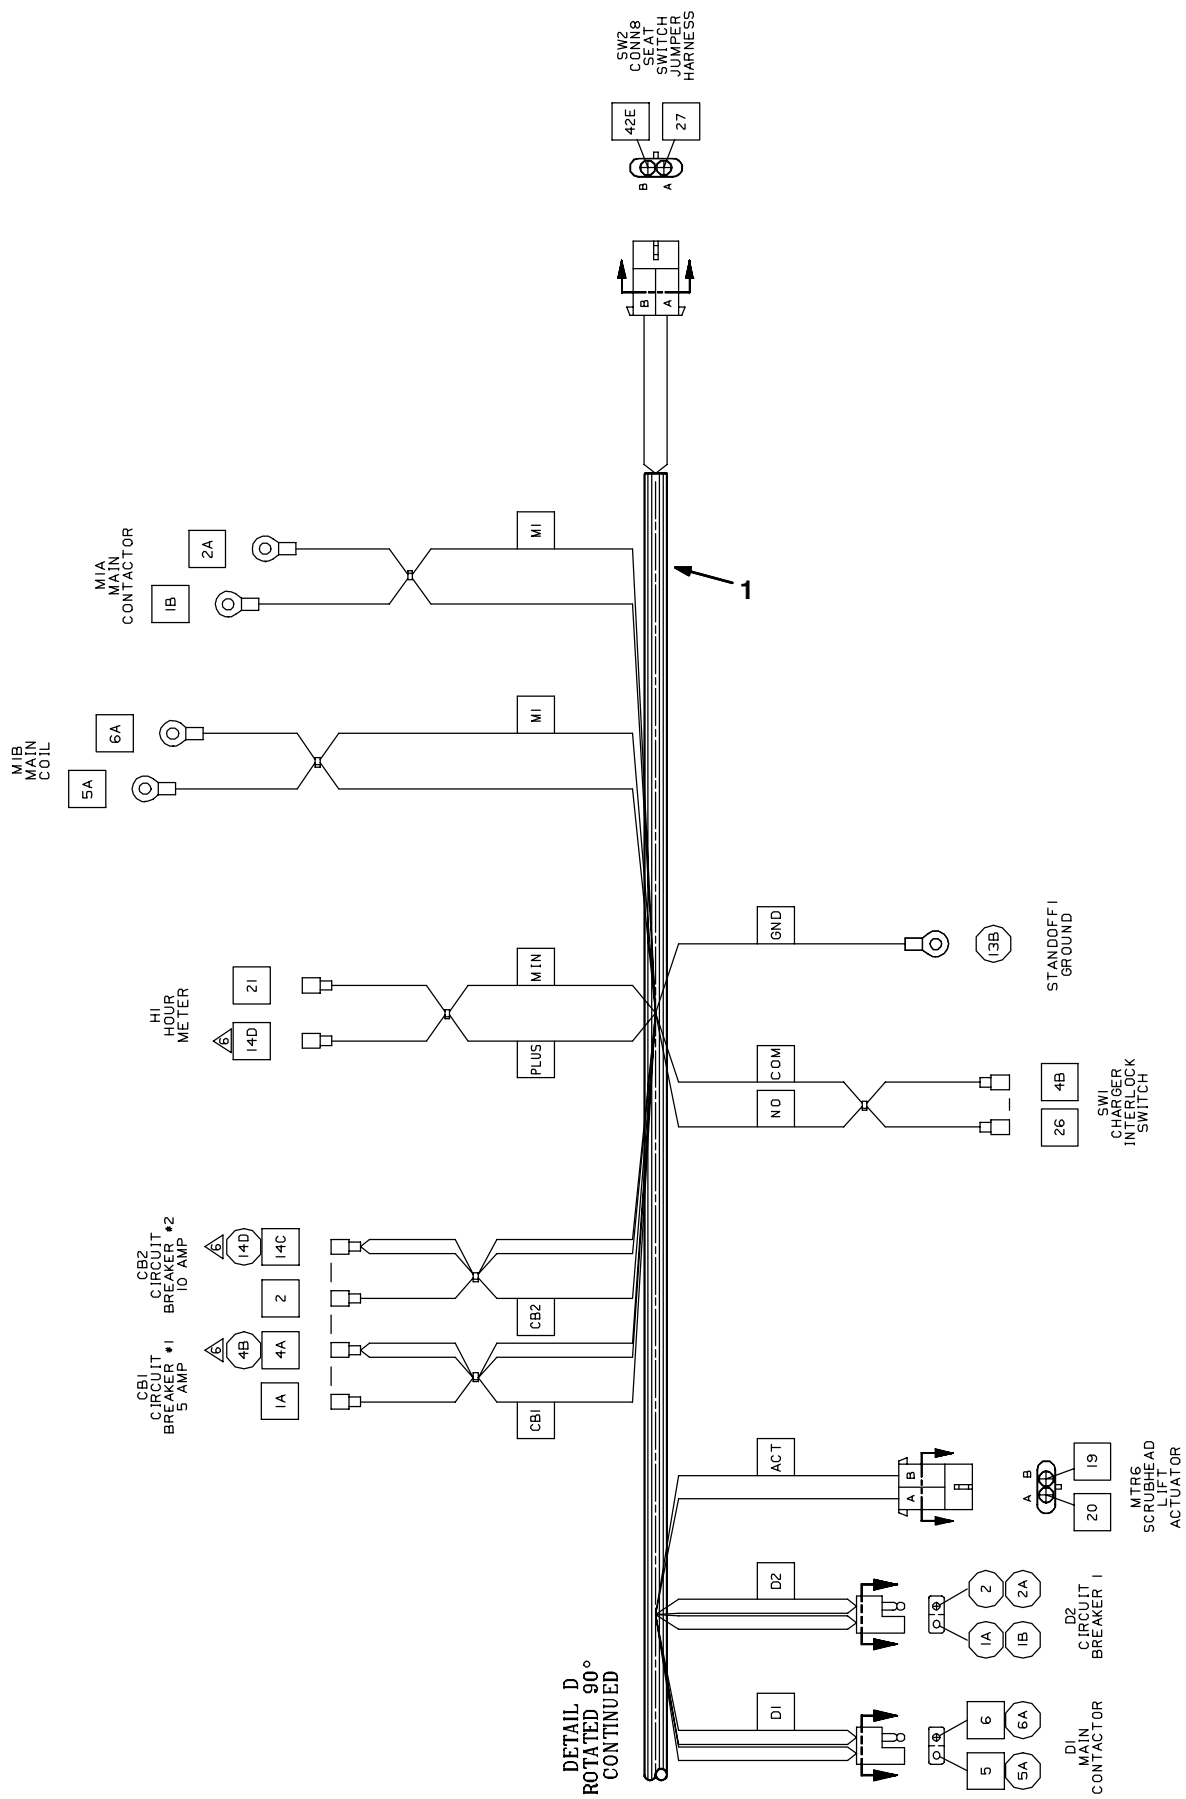 SW2
CONN8
SEAT
SWITCH
JUMPER
HARNESS
42E
27
B
A
B
A
M1A
MAIN
CONTACTOR
2A
1B
M1
1
M1B
MAIN
COIL
6A
5A
M1
H1
HOUR
METER
21
6
14D
MIN
PLUS
GND
13B
STANDOFF1
GROUND
COM
NO
4B
26
SW1
CHARGER
INTERLOCK
SWITCH
CB2
CIRCUIT
BREAKER #2
10 AMP
6
14D
14C
2
CB2
CB1
CIRCUIT
BREAKER #1
5 AMP
6
4B
4A
1A
CB1
ACT
B
A
B
A
19
20
MTR6
SCRUBHEAD
LIFT
ACTUATOR
D2
2
2A
1A
1B
D2
CIRCUIT
BREAKER 1
D1
6
6A
5
5A
D1
MAIN
CONTACTOR
DETAIL D
ROTATED 90°
CONTINUED